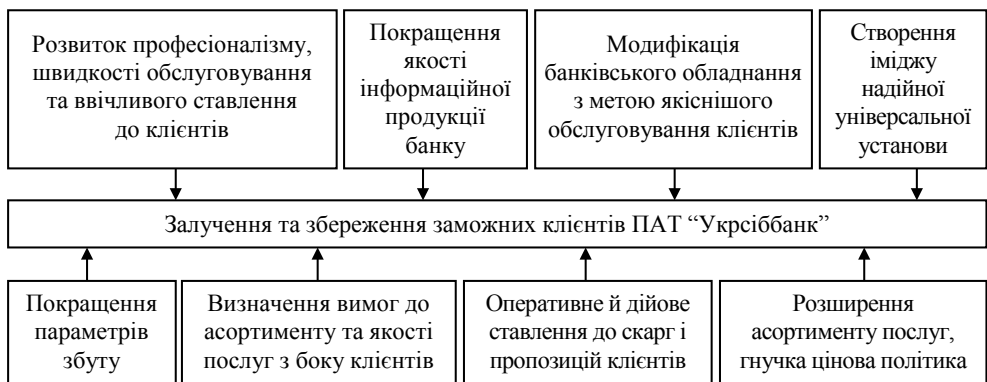 Розвиток професіоналізму,
швидкості обслуговування
та ввічливого ставлення
до клієнтів
Покращення
якості
інформаційної
продукції
банку
Модифікація
банківського обладнання
з метою якіснішого
обслуговування клієнтів
Створення
іміджу
надійної
універсальної
установи
Залучення та збереження заможних клієнтів ПАТ “Укрсіббанк”
Покращення
параметрів
збуту
Визначення вимог до
асортименту та якості
послуг з боку клієнтів
Оперативне й дійове
ставлення до скарг і
пропозицій клієнтів
Розширення
асортименту послуг,
гнучка цінова політика